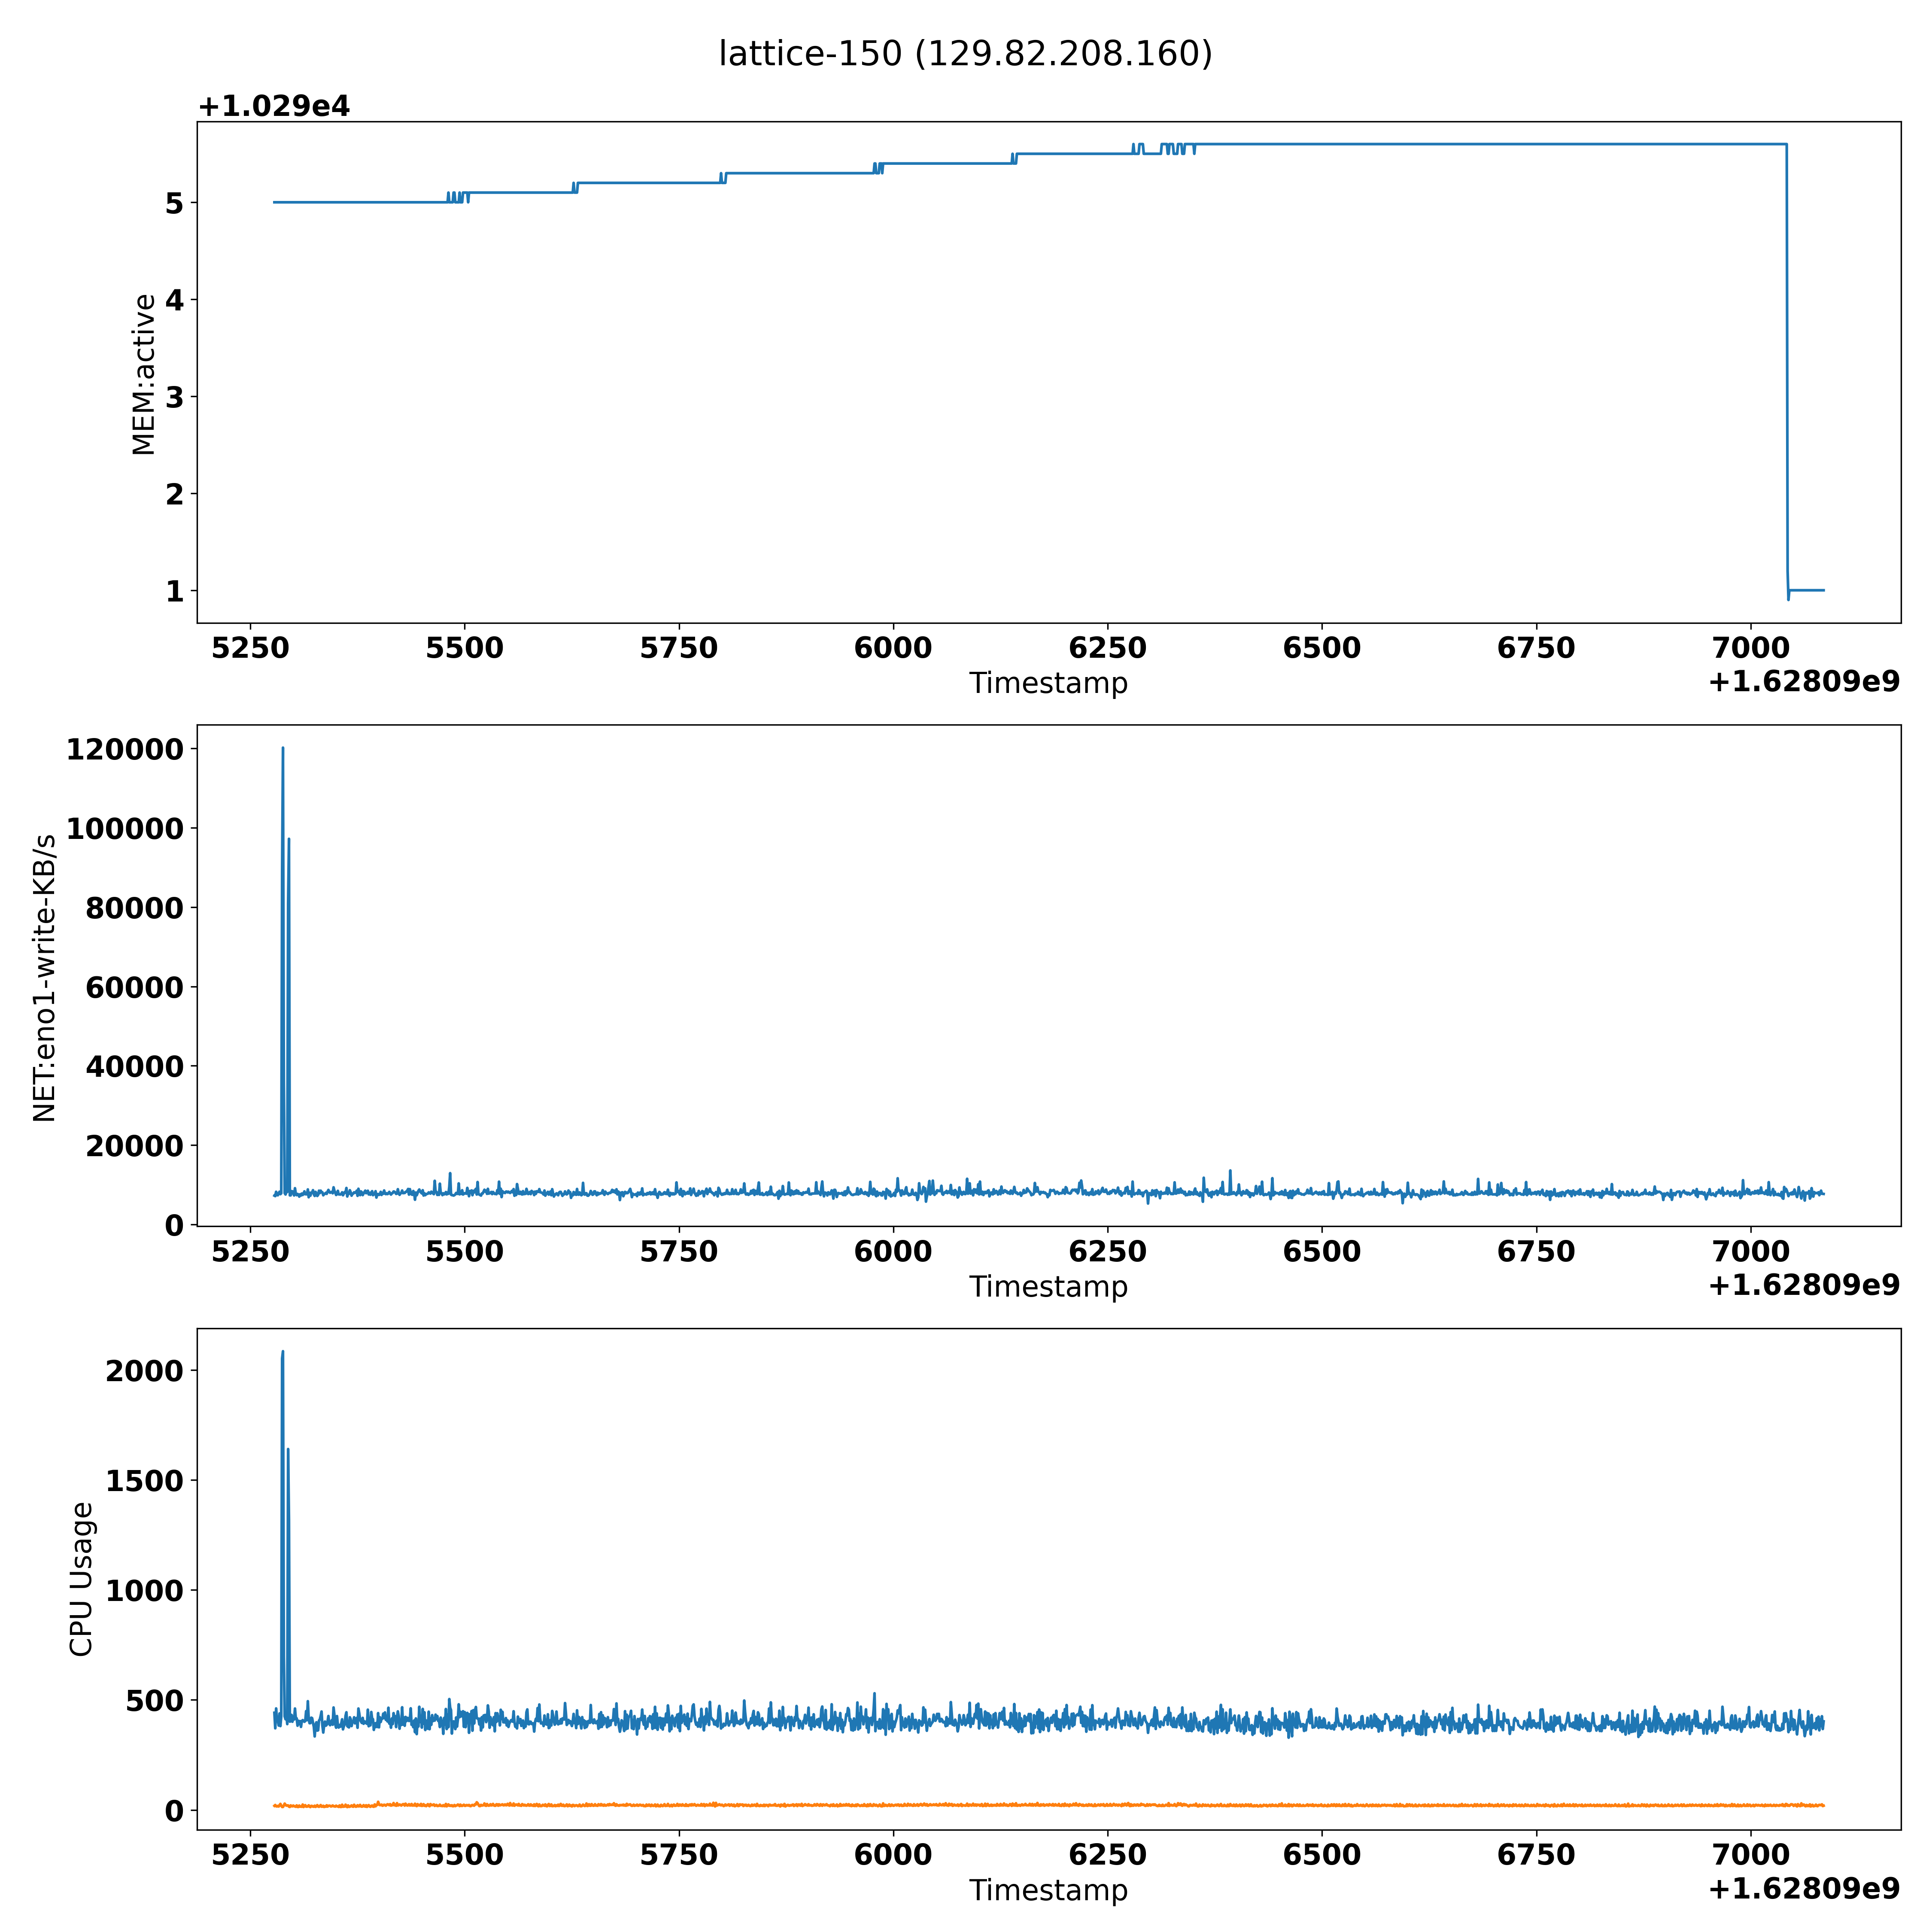 lattice-150 (129.82.208.160)
+1.029e4
5
4
3
2
1
MEM:active
5250 5500 5750 6000 6250 6500 6750 7000
Timestamp
+1.62809e9
120000
100000
80000
60000
40000
20000
0
NET:eno1-write-KB/s
5250 5500 5750 6000 6250 6500 6750 7000
Timestamp
+1.62809e9
2000
1500
1000
500
0
CPU Usage
5250 5500 5750 6000 6250 6500 6750 7000
Timestamp
+1.62809e9